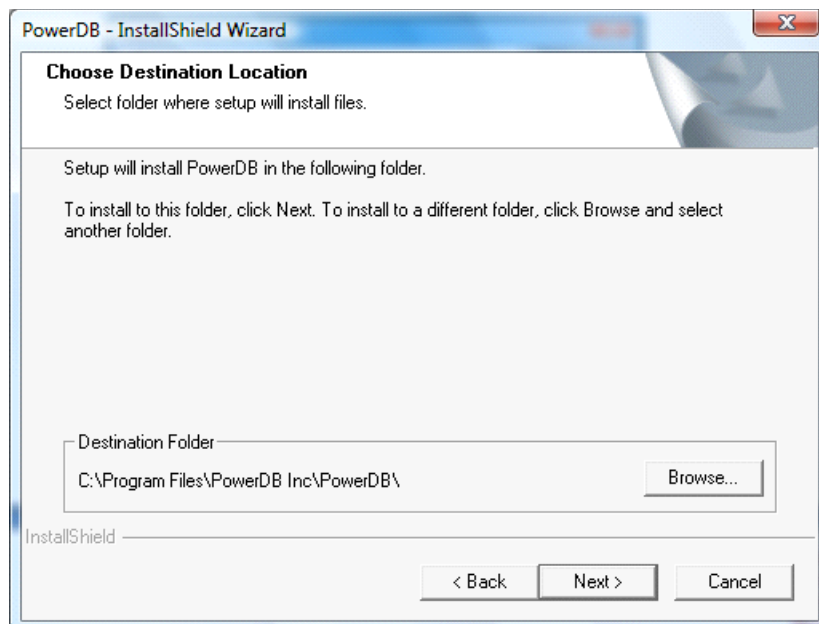 PowerDB - InstallShield Wizard
Choose Destination Location
Select folder where setup will install files.
Setup will install PowerDB in the following folder.
To install to this folder, click Next. To install to a different folder, click Browse and select
another folder.
Destination Folder
C:\Program Files\PowerDB Inc\PowerDB\
Browse...
InstallShield
< Back
Next >
Cancel